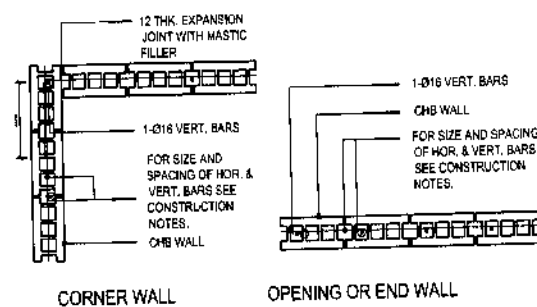 12 THK. EXPANSION
JOINT WITH MASTIC
FILLER
1-Ø16 VERT. BARS
FOR SIZE AND
SPACING OF HOR. &
VERT. BARS SEE
CONSTRUCTION
NOTES.
CHB WALL
CORNER WALL
1-Ø16 VERT. BARS
CHB WALL
FOR SIZE AND SPACING
OF HOR. & VERT. BARS
SEE CONSTRUCTION
NOTES.
OPENING OR END WALL